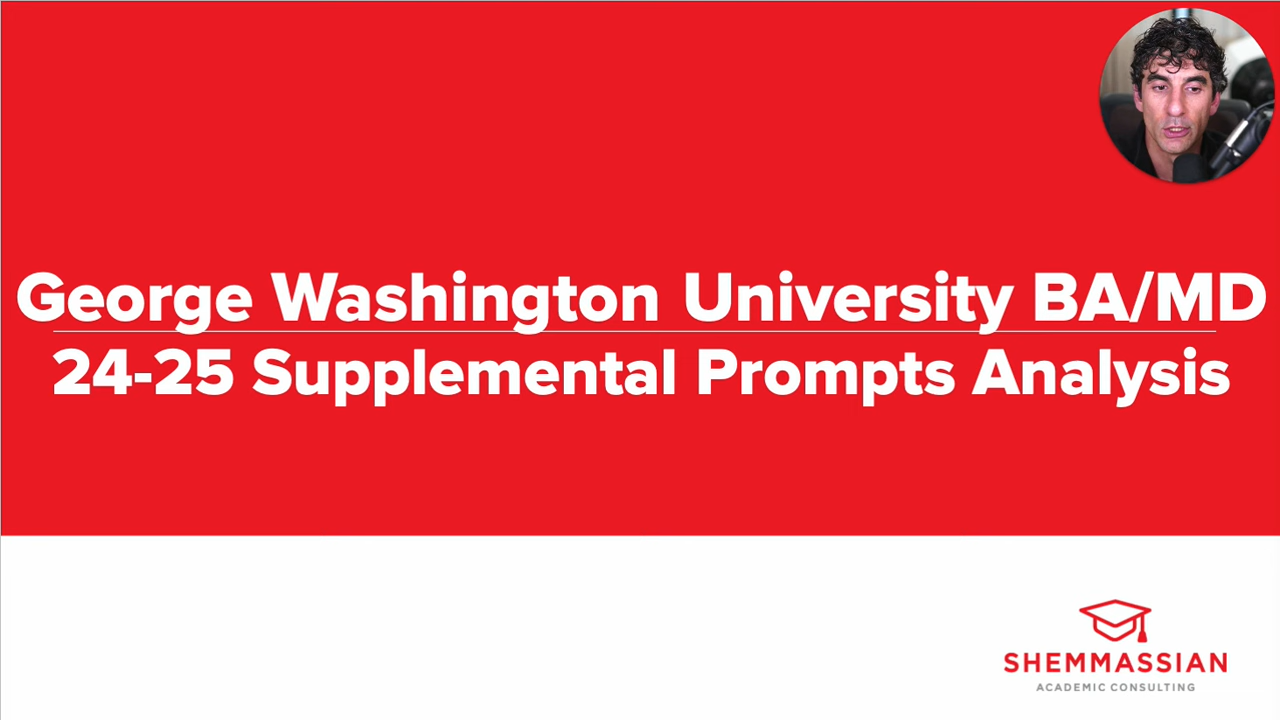 George Washington University BA/MD
24-25 Supplemental Prompts Analysis
SHEMMASSIAN
ACADEMIC CONSULTING